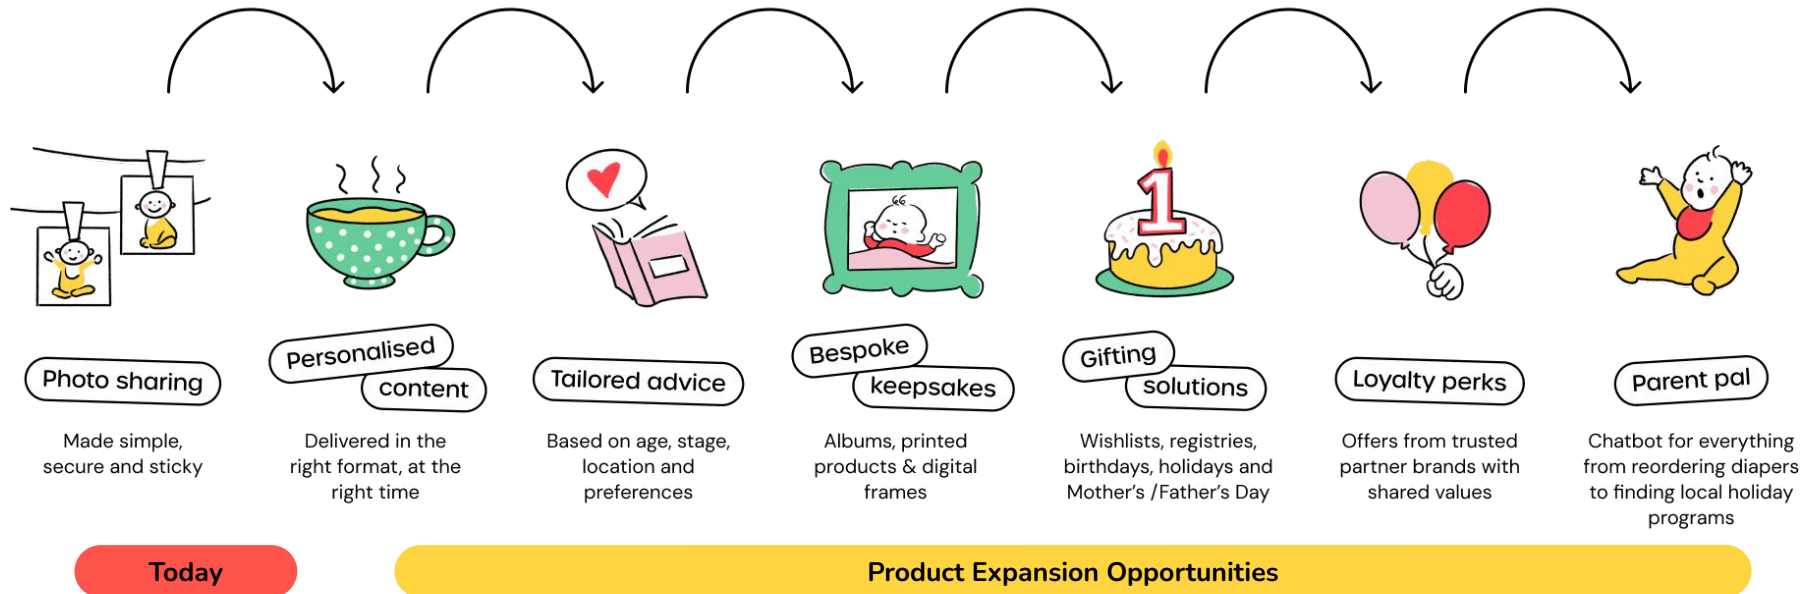 1
Photo sharing
Made simple,
secure and sticky
Personalised
content
Delivered in the
right format, at the
right time
Tailored advice
Based on age, stage,
location and
preferences
Bespoke
keepsakes
Albums, printed
products & digital
frames
Gifting
solutions
Wishlists, registries,
birthdays, holidays and
Mother's /Father's Day
Loyalty perks
Offers from trusted
partner brands with
shared values
Parent pal
Chatbot for everything
from reordering diapers
to finding local holiday
programs
Today
Product Expansion Opportunities